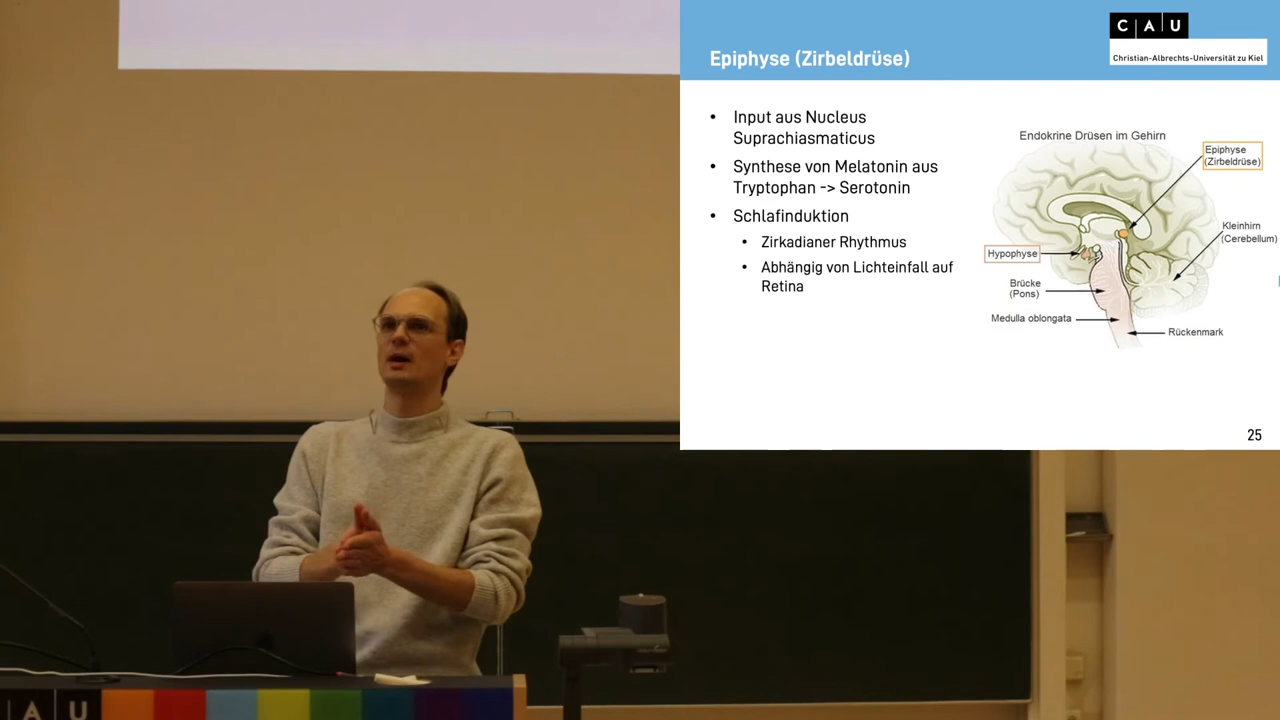 Epiphyse (Zirbeldrüse)
C A U
Christian-Albrechts-Universität zu Kiel
• Input aus Nucleus
Suprachiasmaticus
• Synthese von Melatonin aus
Tryptophan -> Serotonin
• Schlafinduktion
• Zirkadianer Rhythmus
• Abhängig von Lichteinfall auf
Retina
Endokrine Drüsen im Gehirn
Epiphyse
(Zirbeldrüse)
Kleinhirn
(Cerebellum)
Hypophyse
Brücke
(Pons)
Medulla oblongata
Rückenmark
25
A U